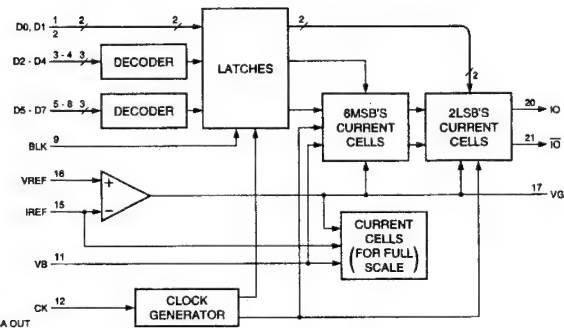 D0, D1 1 2 2 2 2
D2 - D4 3 - 4 3 DECODER
LATCHES
D5 - D7 5 - 8 3 DECODER
2
6MSB'S CURRENT CELLS
2LSB'S CURRENT CELLS
20 IO
21 IO
BLK 9
VREF 16 +
IREF 15 −
17 VG
CURRENT CELLS (FOR FULL SCALE)
VB 11
CK 12 CLOCK GENERATOR
A OUT